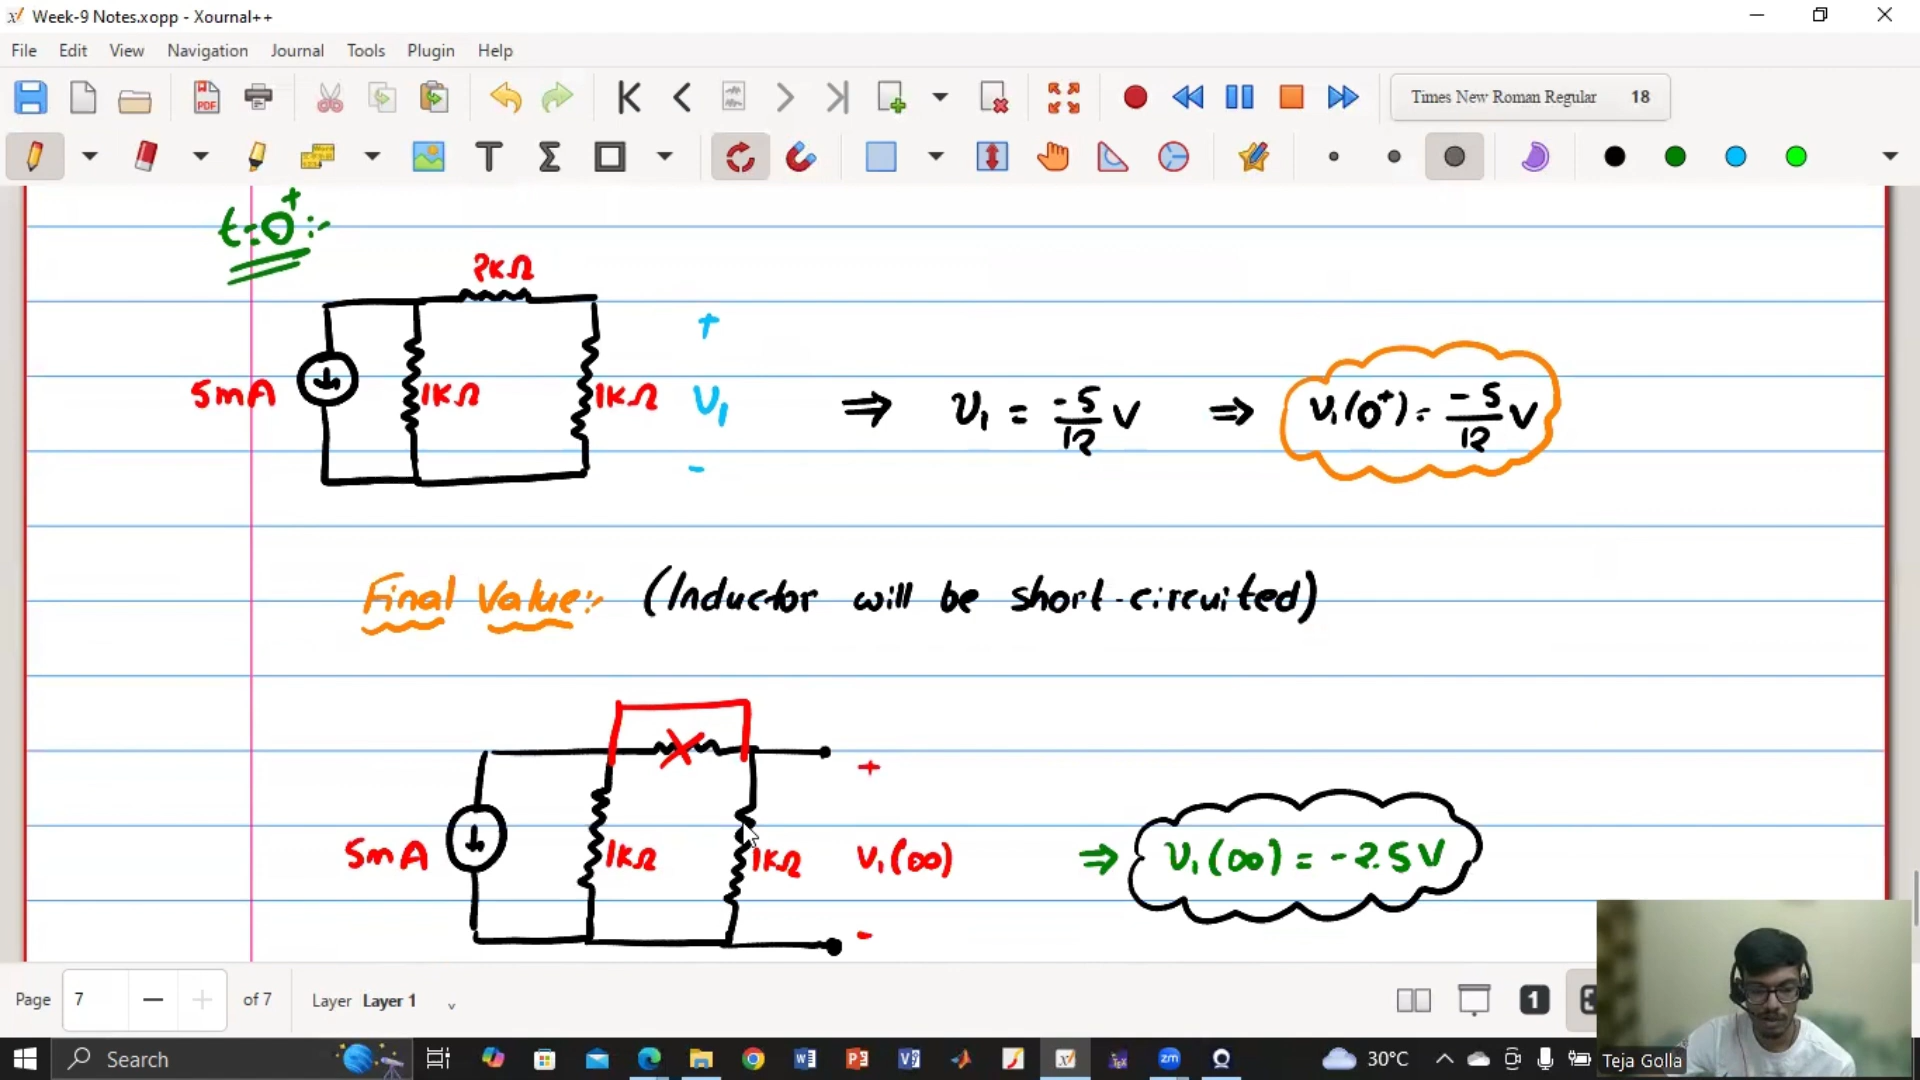 Week-9 Notes.xopp - Xournal++
File Edit View Navigation Journal Tools Plugin Help
PDF
Times New Roman Regular 18
t=0⁺:-
2KΩ
5mA
1KΩ
1KΩ
+
V₁
-
⇒ V₁ = -5/12 V ⇒ V₁(0⁺) = -5/12 V
Final Value:- (Inductor will be short-circuited)
5mA
1KΩ
1KΩ
+
V₁(∞)
-
⇒ V₁(∞) = -2.5V
Page 7 of 7 Layer Layer 1
1
Teja Golla
Search
30°C